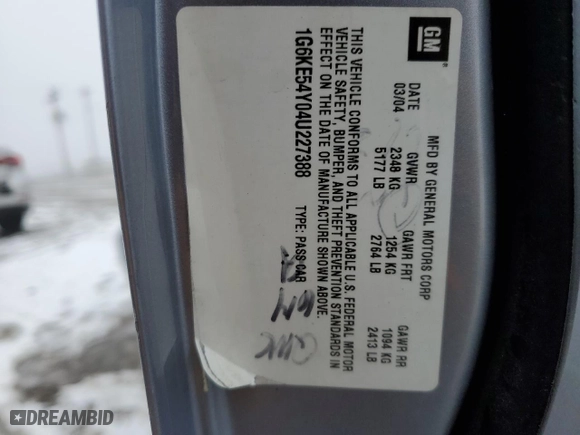 GM
MFD BY GENERAL MOTORS CORP
DATE GVWR GAWR FRT GAWR RR
03/04 2348 KG 1254 KG 1094 KG
5177 LB 2764 LB 2413 LB
THIS VEHICLE CONFORMS TO ALL APPLICABLE U.S. FEDERAL MOTOR
VEHICLE SAFETY, BUMPER, AND THEFT PREVENTION STANDARDS IN
EFFECT ON THE DATE OF MANUFACTURE SHOWN ABOVE.
1G6KE54Y04U227388 TYPE: PASS CAR
DREAMBID